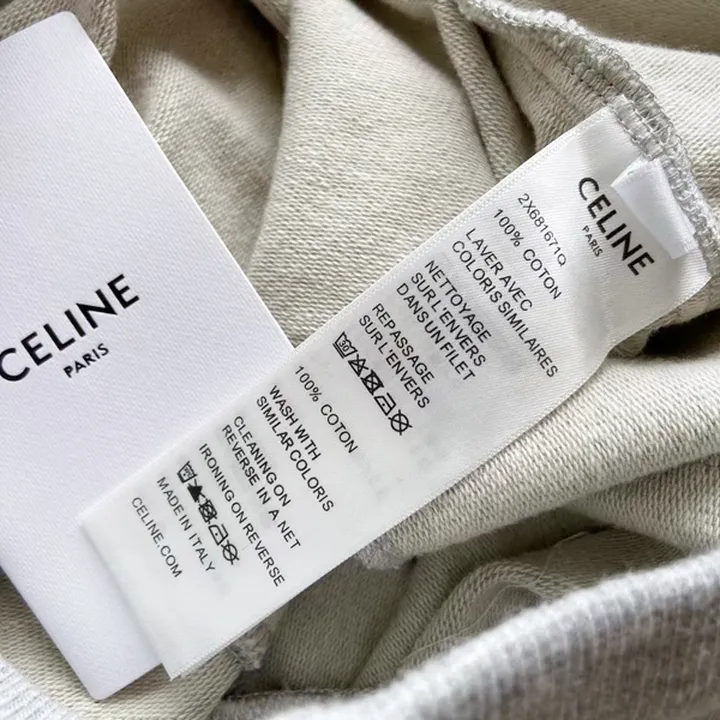 CELINE
PARIS
CELINE
PARIS
2X681671Q
100% COTON
LAVER AVEC
COLORIS SIMILAIRES
NETTOYAGE
SUR L'ENVERS
DANS UN FILET
REPASSAGE
SUR L'ENVERS
30
100% COTON
WASH WITH
SIMILAR COLORIS
CLEANING ON
REVERSE IN A NET
IRONING ON REVERSE
MADE IN ITALY
CELINE.COM